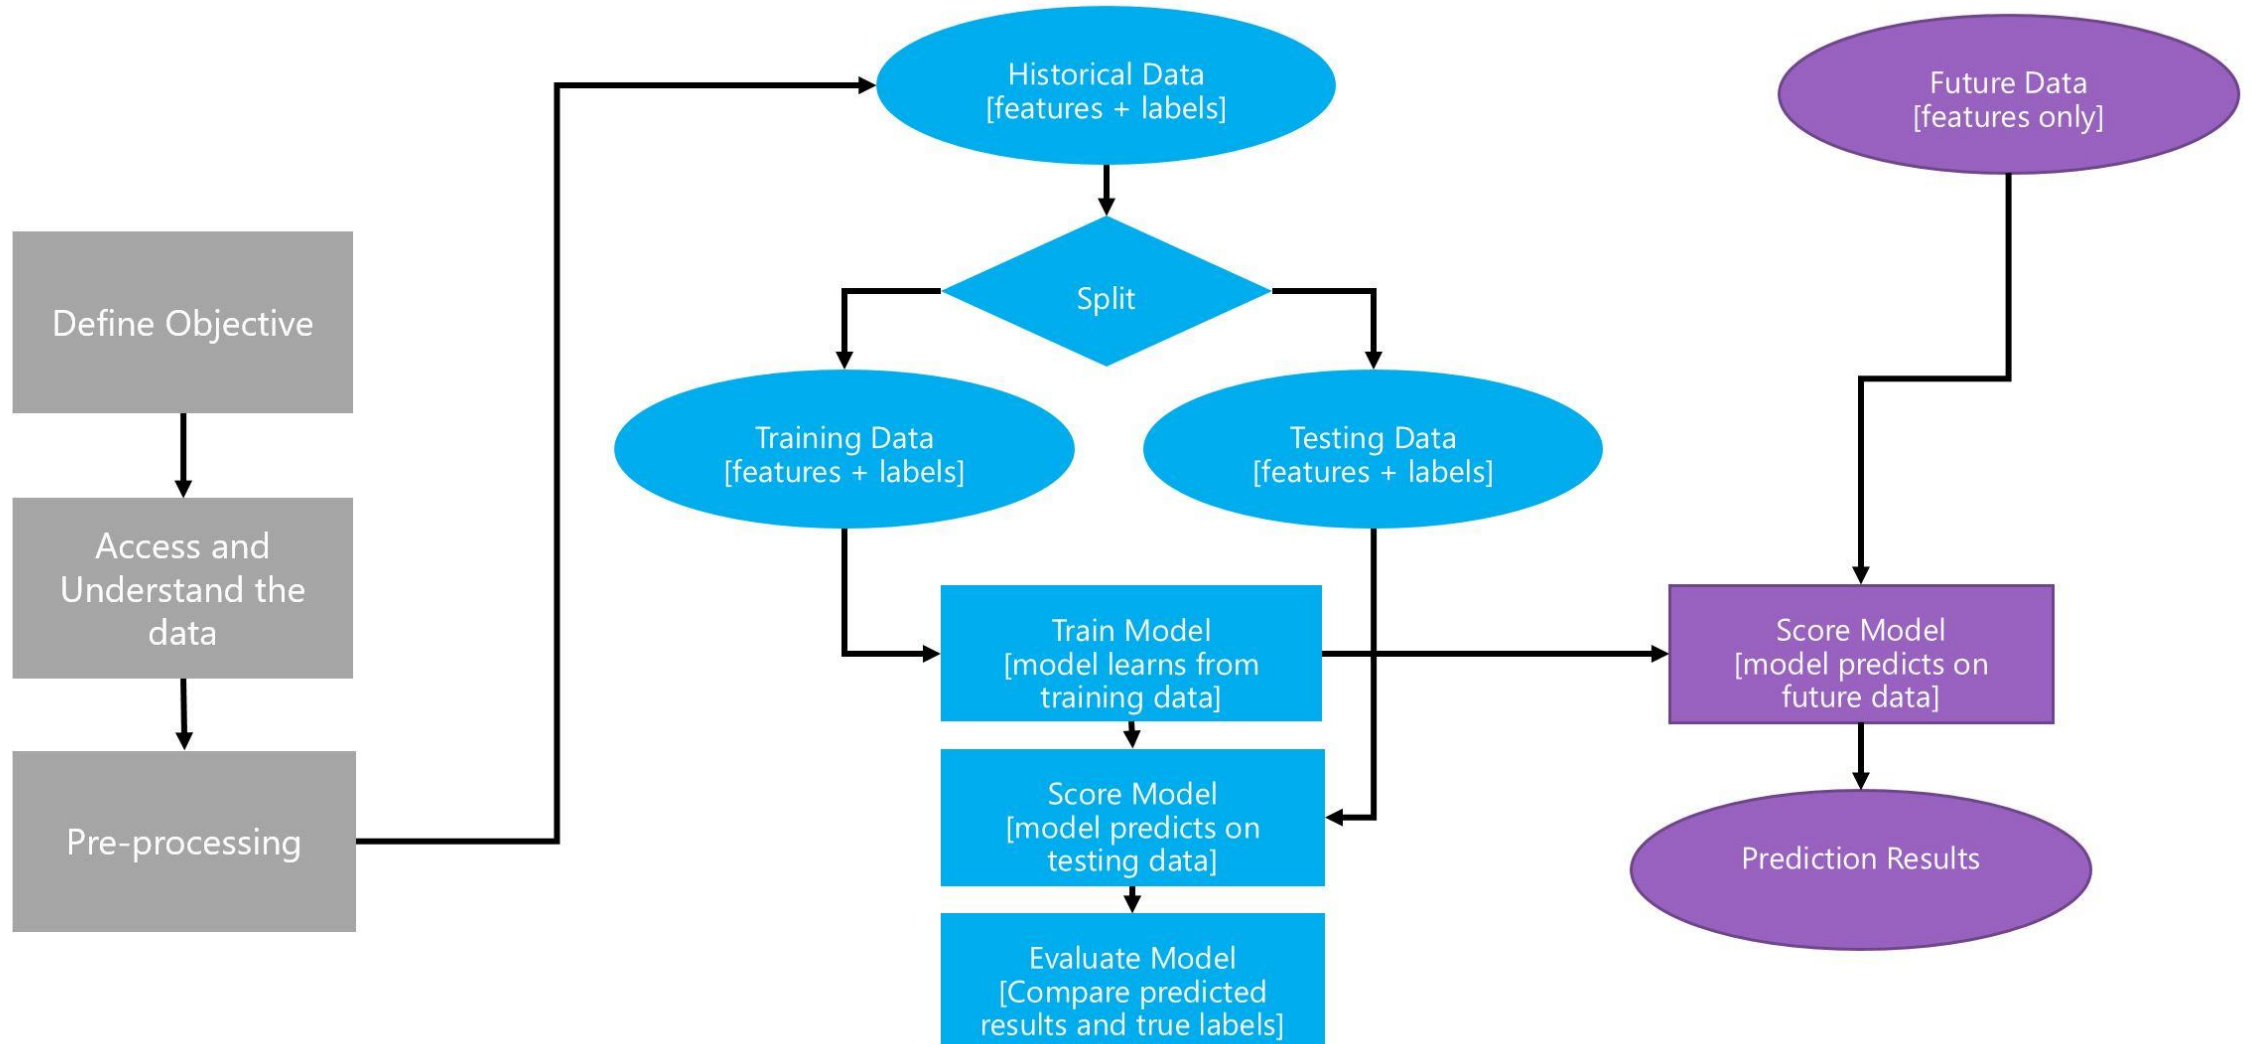 Define Objective
Access and
Understand the
data
Pre-processing
Historical Data
[features + labels]
Split
Training Data
[features + labels]
Testing Data
[features + labels]
Train Model
[model learns from
training data]
Score Model
[model predicts on
testing data]
Evaluate Model
[Compare predicted
results and true labels]
Future Data
[features only]
Score Model
[model predicts on
future data]
Prediction Results